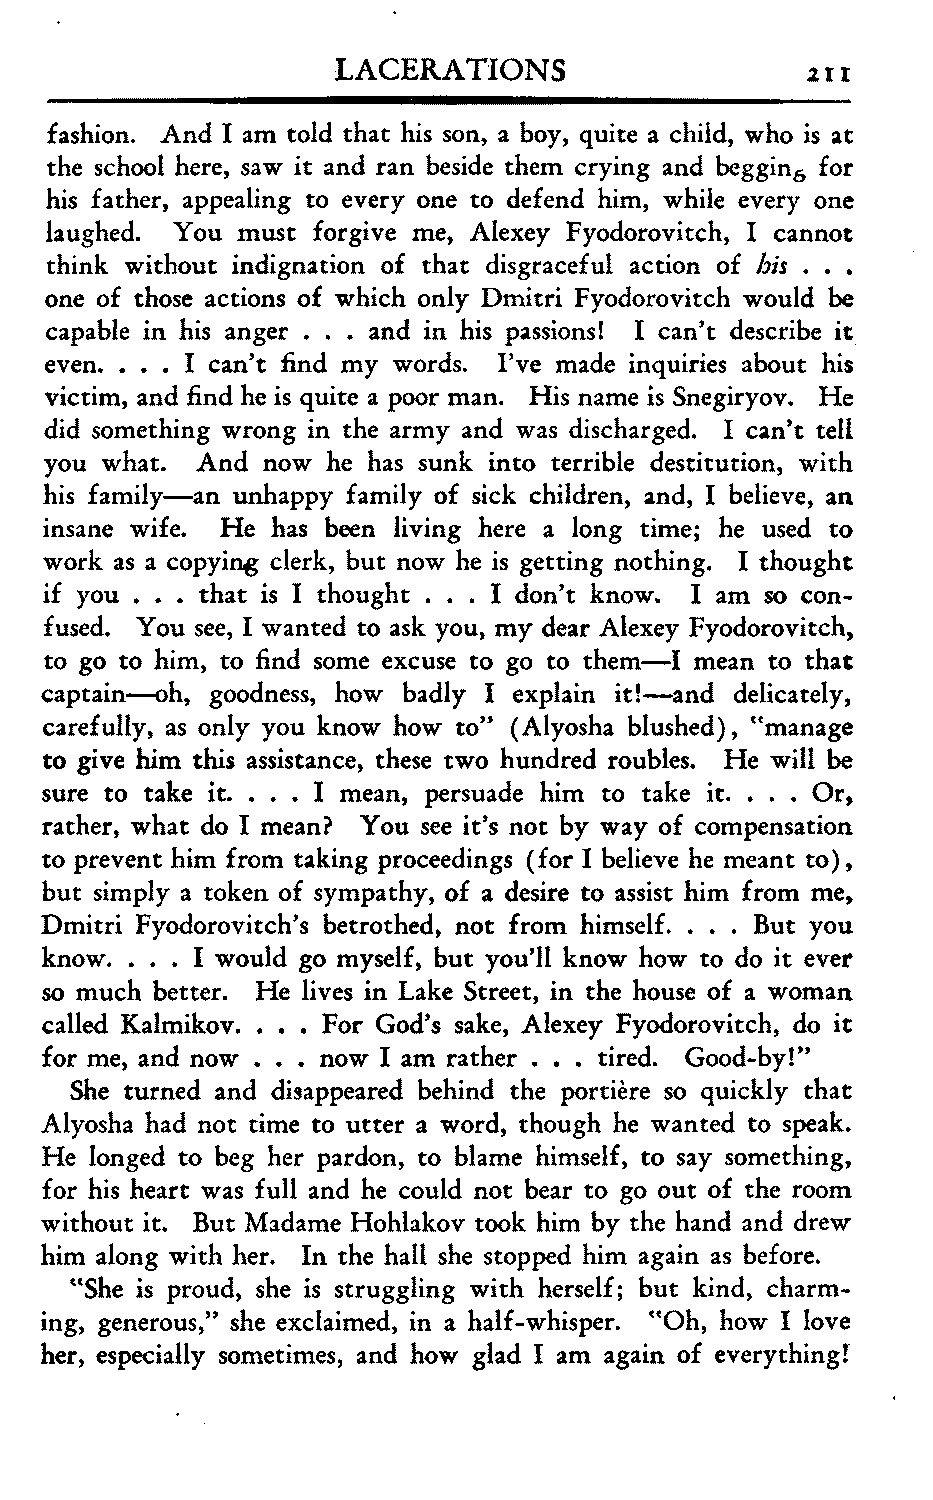 LACERATIONS 211
fashion. And I am told that his son, a boy, quite a child, who is at
the school here, saw it and ran beside them crying and begging for
his father, appealing to every one to defend him, while every one
laughed. You must forgive me, Alexey Fyodorovitch, I cannot
think without indignation of that disgraceful action of his . . .
one of those actions of which only Dmitri Fyodorovitch would be
capable in his anger . . . and in his passions! I can't describe it
even. . . . I can't find my words. I've made inquiries about his
victim, and find he is quite a poor man. His name is Snegiryov. He
did something wrong in the army and was discharged. I can't tell
you what. And now he has sunk into terrible destitution, with
his family—an unhappy family of sick children, and, I believe, an
insane wife. He has been living here a long time; he used to
work as a copying clerk, but now he is getting nothing. I thought
if you . . . that is I thought . . . I don't know. I am so con-
fused. You see, I wanted to ask you, my dear Alexey Fyodorovitch,
to go to him, to find some excuse to go to them—I mean to that
captain—oh, goodness, how badly I explain it!—and delicately,
carefully, as only you know how to" (Alyosha blushed), "manage
to give him this assistance, these two hundred roubles. He will be
sure to take it. . . . I mean, persuade him to take it. . . . Or,
rather, what do I mean? You see it's not by way of compensation
to prevent him from taking proceedings (for I believe he meant to),
but simply a token of sympathy, of a desire to assist him from me,
Dmitri Fyodorovitch's betrothed, not from himself. . . . But you
know. . . . I would go myself, but you'll know how to do it ever
so much better. He lives in Lake Street, in the house of a woman
called Kalmikov. . . . For God's sake, Alexey Fyodorovitch, do it
for me, and now . . . now I am rather . . . tired. Good-by!"
She turned and disappeared behind the portière so quickly that
Alyosha had not time to utter a word, though he wanted to speak.
He longed to beg her pardon, to blame himself, to say something,
for his heart was full and he could not bear to go out of the room
without it. But Madame Hohlakov took him by the hand and drew
him along with her. In the hall she stopped him again as before.
"She is proud, she is struggling with herself; but kind, charm-
ing, generous," she exclaimed, in a half-whisper. "Oh, how I love
her, especially sometimes, and how glad I am again of everything!